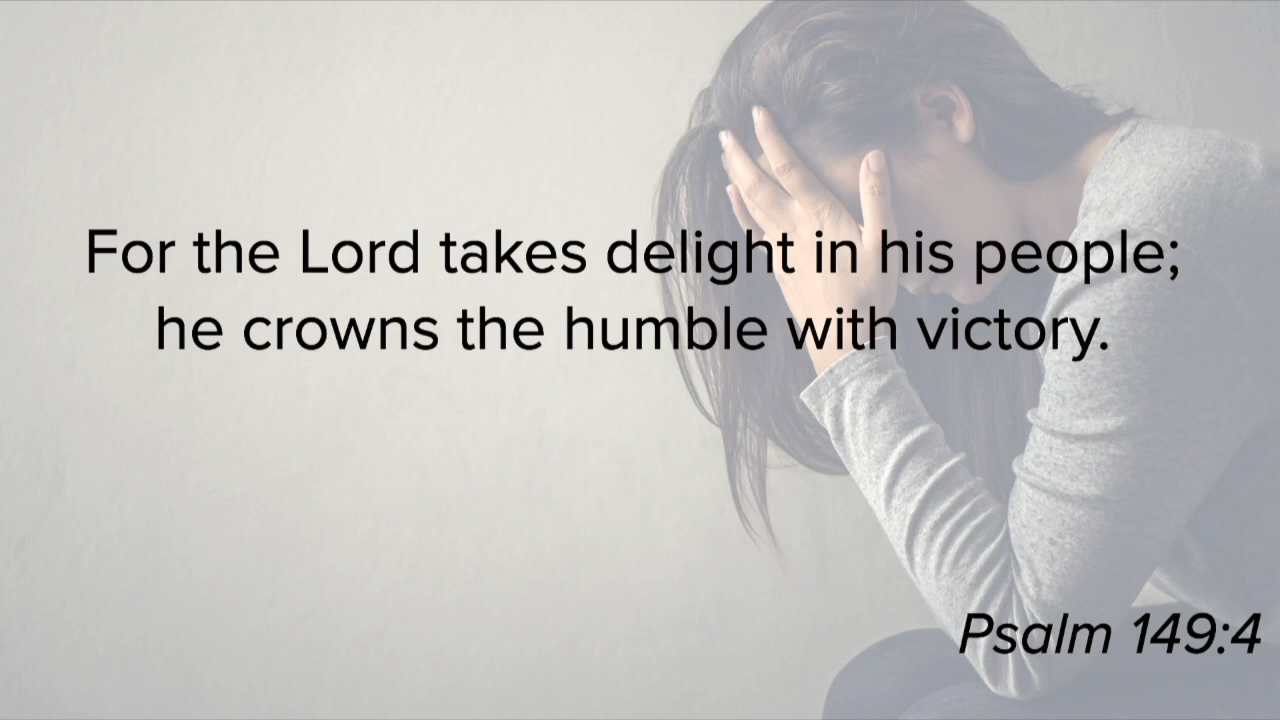 For the Lord takes delight in his people;
he crowns the humble with victory.
Psalm 149:4